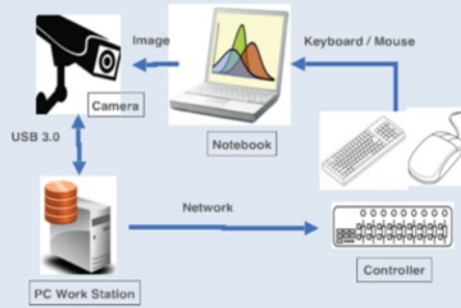 Image
Keyboard / Mouse
Camera
Notebook
USB 3.0
Network
Controller
PC Work Station